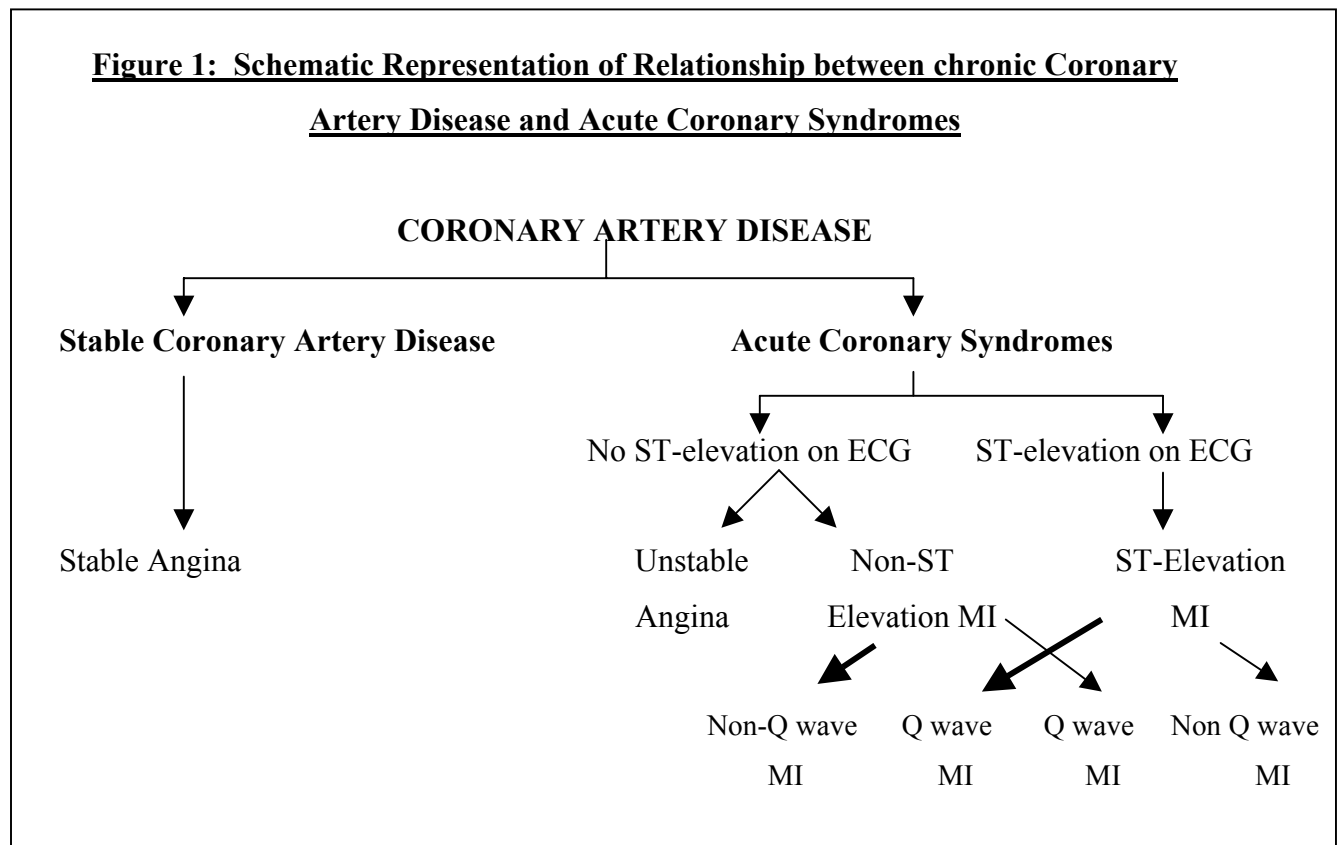 Figure 1: Schematic Representation of Relationship between chronic Coronary
Artery Disease and Acute Coronary Syndromes
CORONARY ARTERY DISEASE
Stable Coronary Artery Disease
Acute Coronary Syndromes
No ST-elevation on ECG
ST-elevation on ECG
Stable Angina
Unstable
Angina
Non-ST
Elevation MI
ST-Elevation
MI
Non-Q wave
MI
Q wave
MI
Q wave
MI
Non Q wave
MI